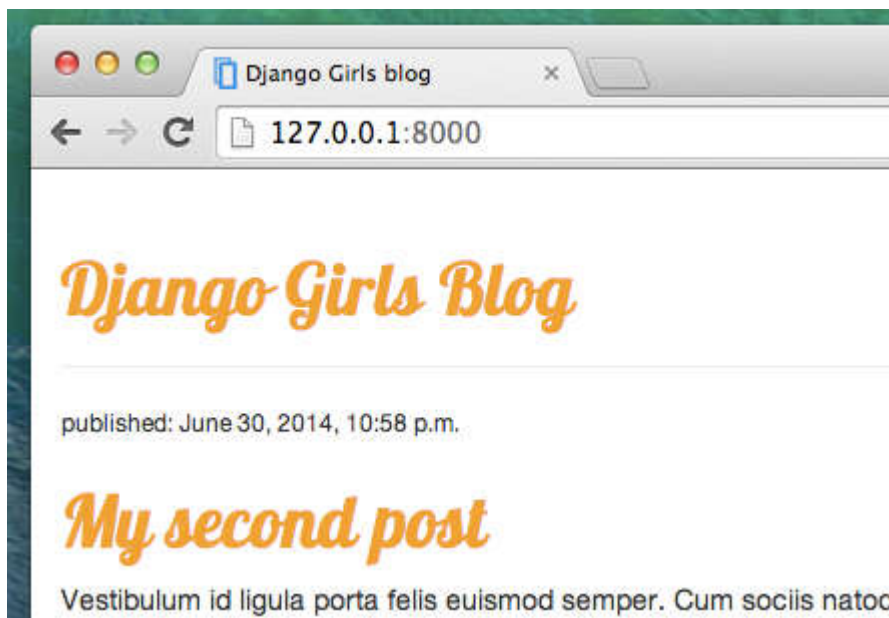 Django Girls blog
127.0.0.1:8000
Django Girls Blog
published: June 30, 2014, 10:58 p.m.
My second post
Vestibulum id ligula porta felis euismod semper. Cum sociis natoc